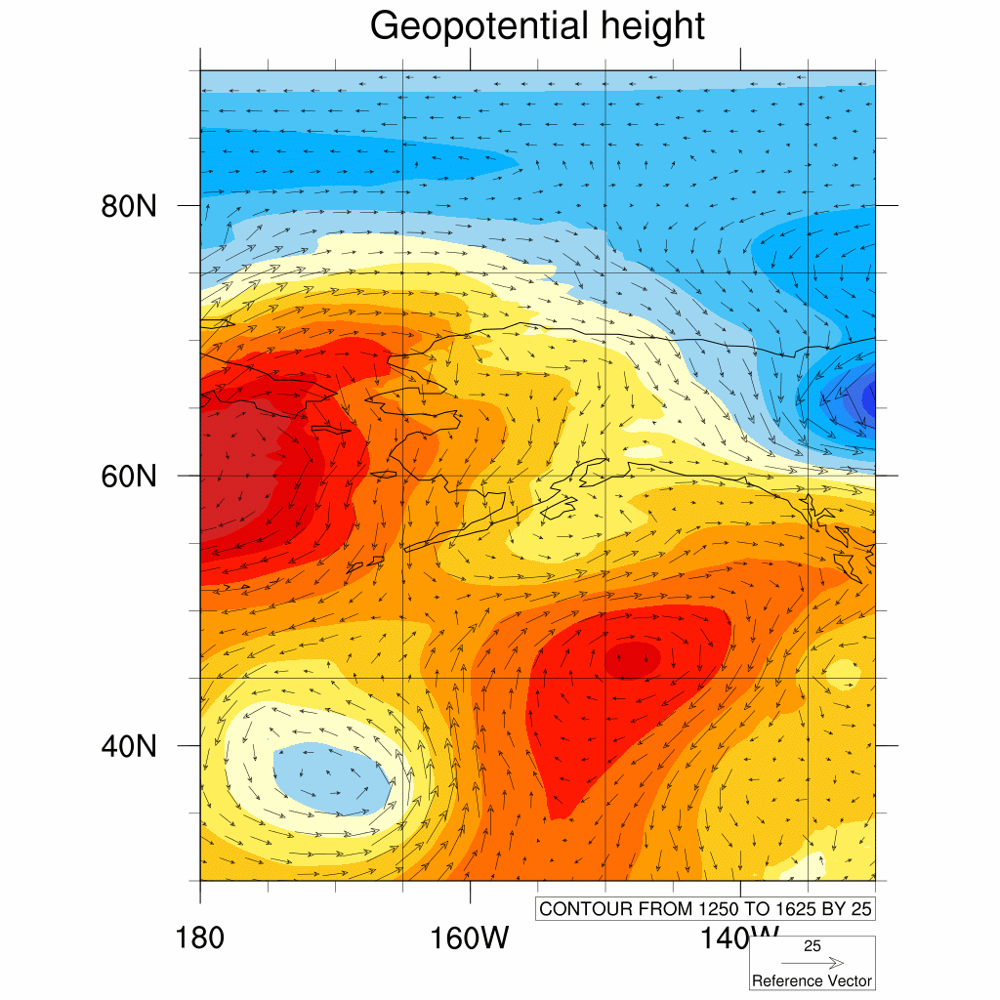 Geopotential height
80N
60N
40N
180
160W
140W
CONTOUR FROM 1250 TO 1625 BY 25
25
Reference Vector